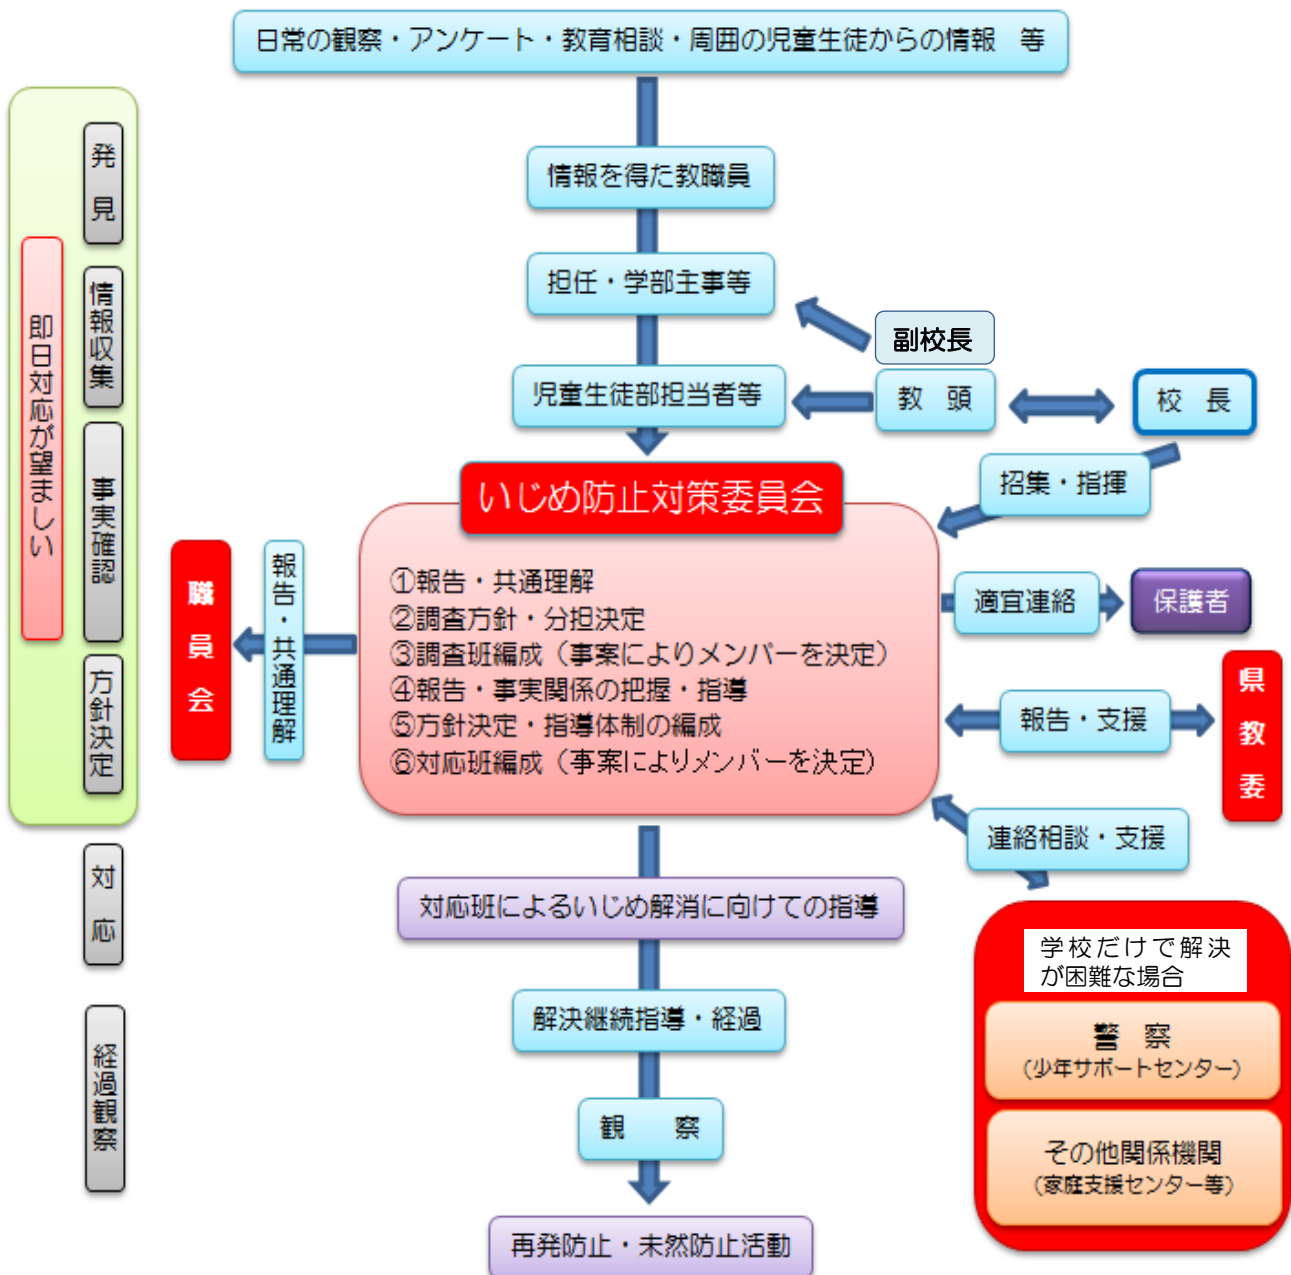 日常の観察・アンケート・教育相談・周囲の児童生徒からの情報　等
情報を得た教職員
担任・学部主事等
副校長
児童生徒部担当者等
教　頭
校　長
招集・指揮
いじめ防止対策委員会
①報告・共通理解
②調査方針・分担決定
③調査班編成（事案によりメンバーを決定）
④報告・事実関係の把握・指導
⑤方針決定・指導体制の編成
⑥対応班編成（事案によりメンバーを決定）
報告・共通理解
職員会
適宜連絡
保護者
報告・支援
県教委
連絡相談・支援
学校だけで解決
が困難な場合
警　察
（少年サポートセンター）
その他関係機関
（家庭支援センター等）
対応班によるいじめ解消に向けての指導
解決継続指導・経過
観　　察
再発防止・未然防止活動
発見
情報収集
事実確認
方針決定
即日対応が望ましい
対応
経過観察